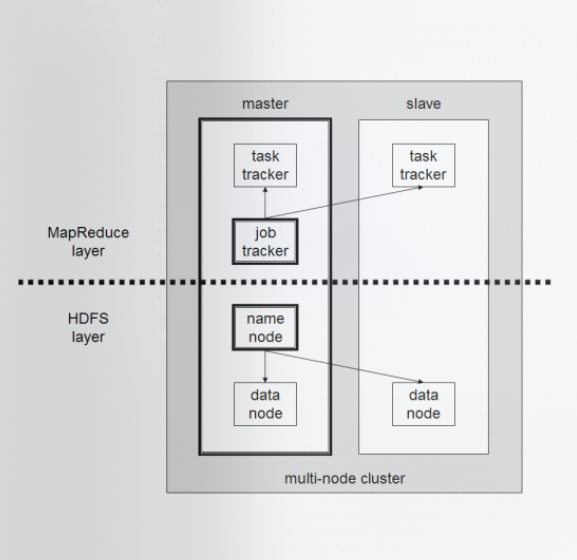 master
slave
task
tracker
task
tracker
MapReduce
layer
job
tracker
HDFS
layer
name
node
data
node
data
node
multi-node cluster